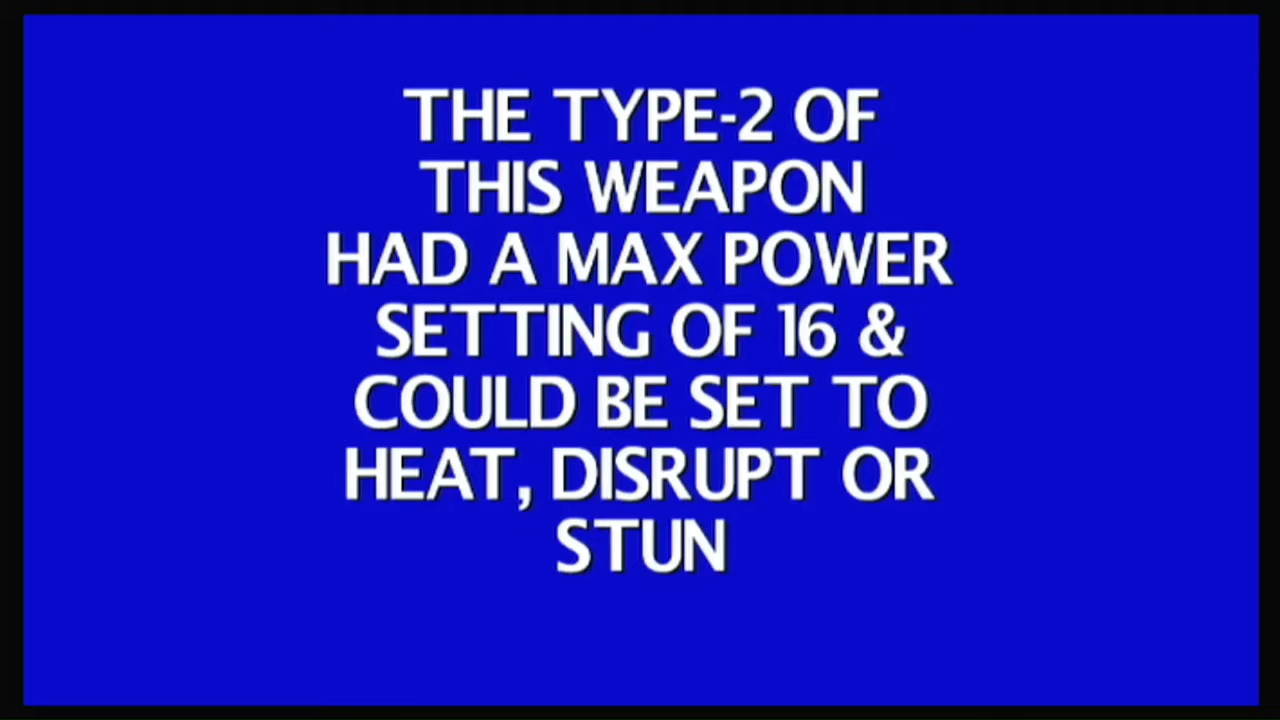 THE TYPE-2 OF
THIS WEAPON
HAD A MAX POWER
SETTING OF 16 &
COULD BE SET TO
HEAT, DISRUPT OR
STUN